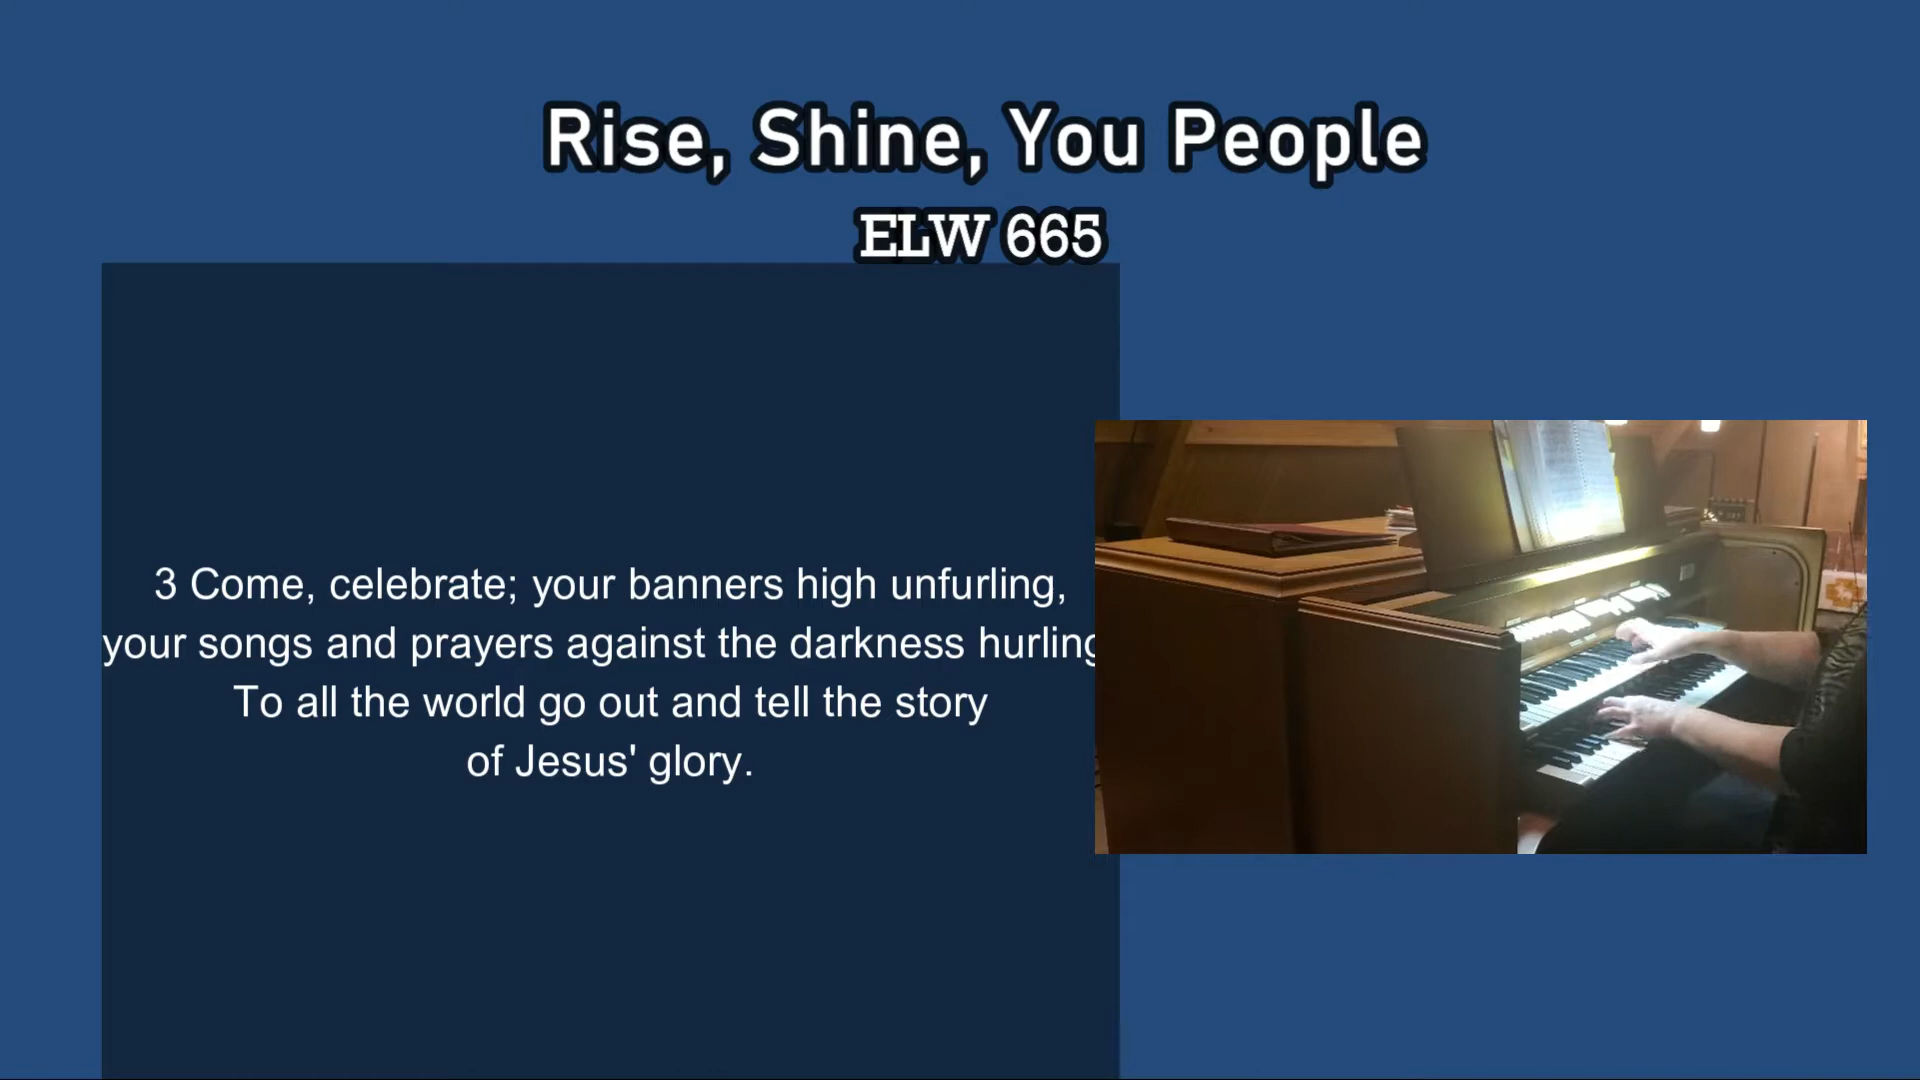 Rise, Shine, You People
ELW 665
3 Come, celebrate; your banners high unfurling,
your songs and prayers against the darkness hurling
To all the world go out and tell the story
of Jesus' glory.